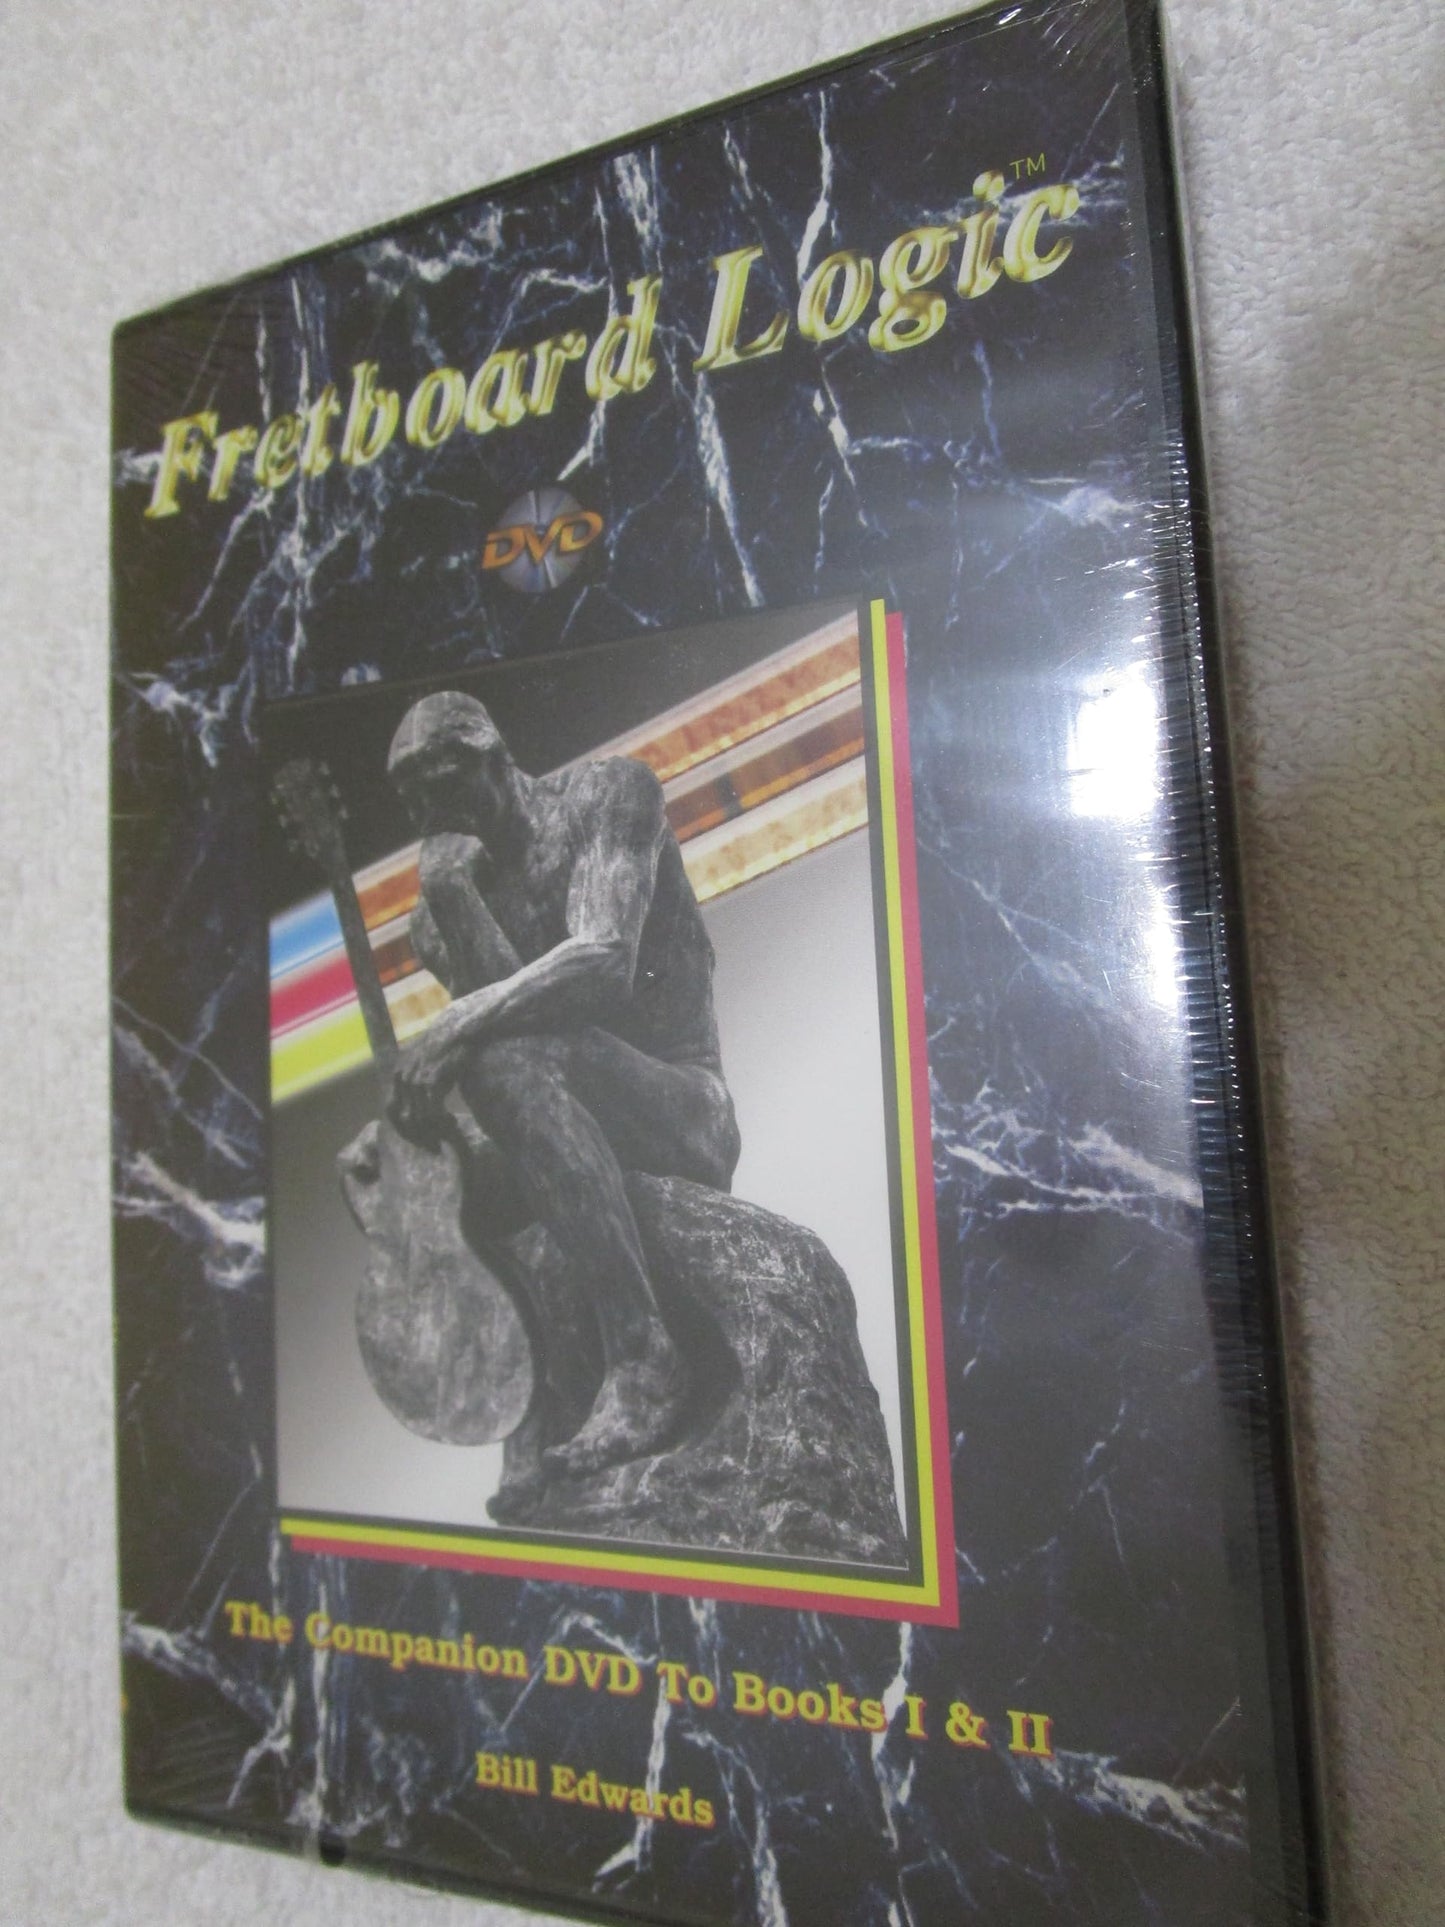 Fretboard Logic™
DVD
The Companion DVD To Books I & II
Bill Edwards